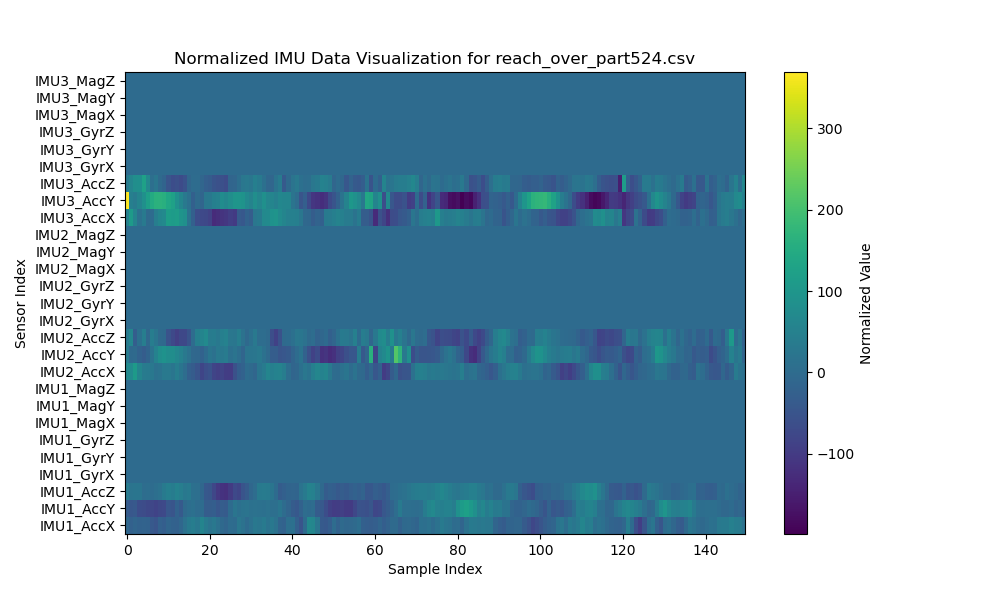 Normalized IMU Data Visualization for reach_over_part524.csv
IMU3_MagZ
IMU3_MagY
IMU3_MagX
IMU3_GyrZ
IMU3_GyrY
IMU3_GyrX
IMU3_AccZ
IMU3_AccY
IMU3_AccX
IMU2_MagZ
IMU2_MagY
IMU2_MagX
IMU2_GyrZ
IMU2_GyrY
IMU2_GyrX
IMU2_AccZ
IMU2_AccY
IMU2_AccX
IMU1_MagZ
IMU1_MagY
IMU1_MagX
IMU1_GyrZ
IMU1_GyrY
IMU1_GyrX
IMU1_AccZ
IMU1_AccY
IMU1_AccX
Sensor Index
0 20 40 60 80 100 120 140
Sample Index
300
200
100
0
−100
Normalized Value